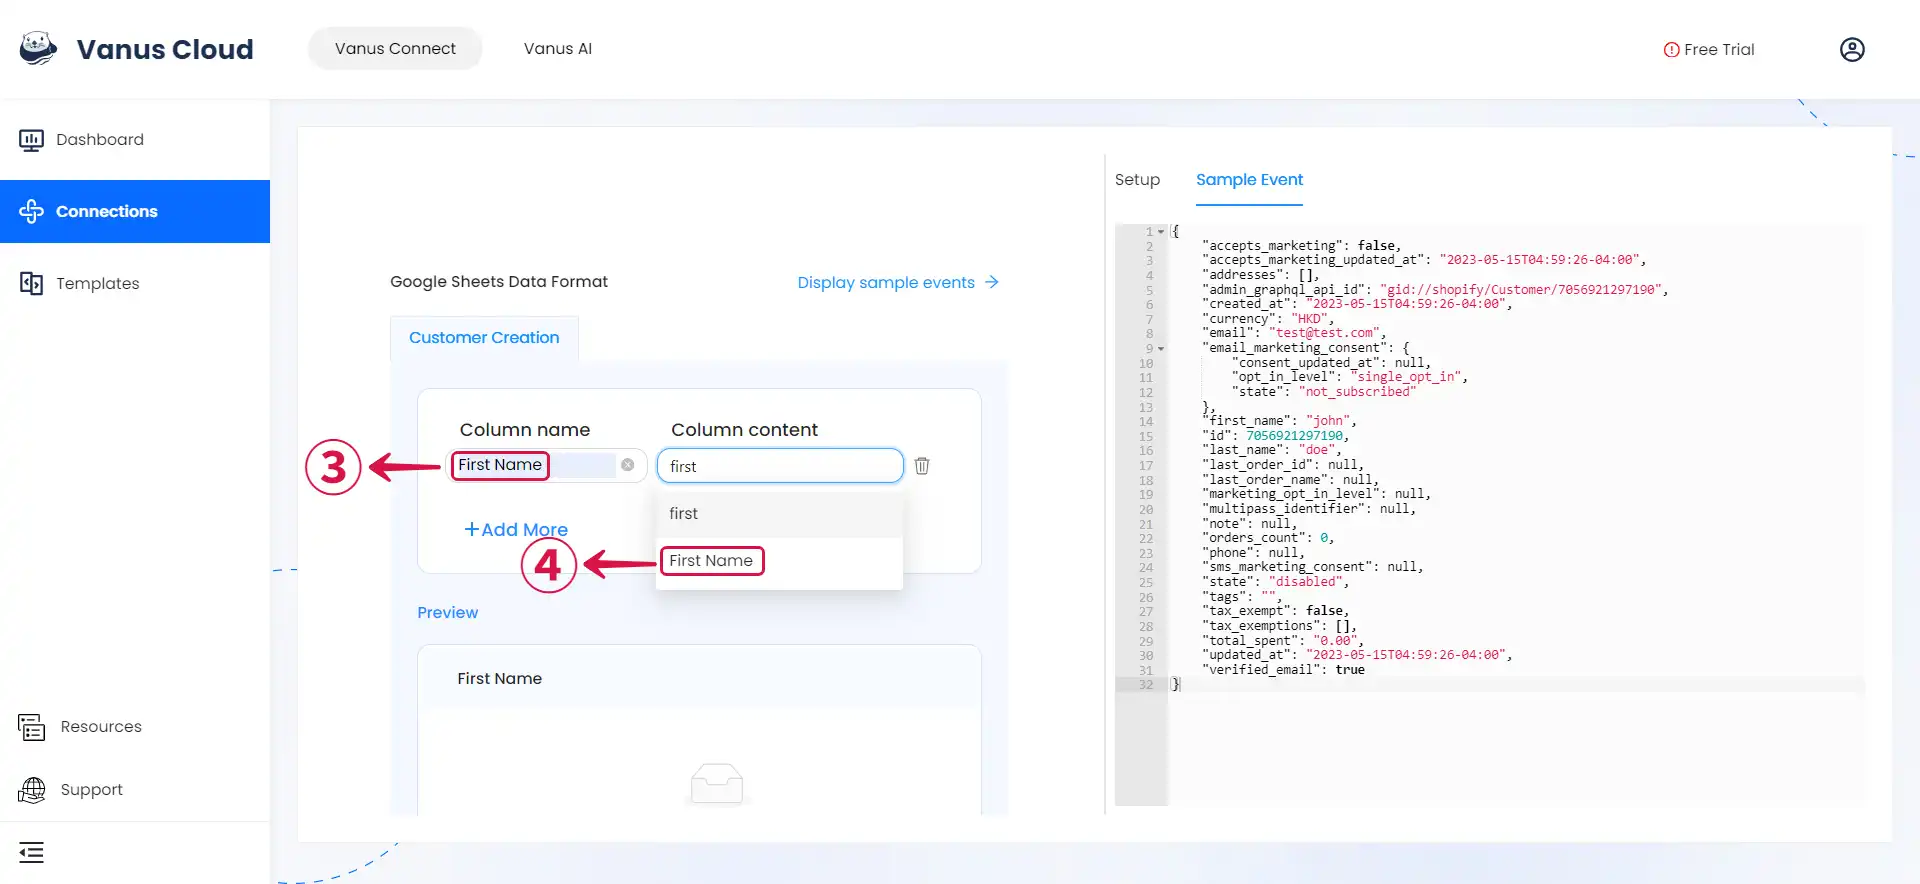 Vanus Cloud
Vanus Connect
Vanus AI
Free Trial
Dashboard
Connections
Templates
Resources
Support
Google Sheets Data Format
Display sample events →
Customer Creation
Column name
Column content
3
First Name
first
+Add More
first
4
First Name
Preview
First Name
Setup
Sample Event
1 {
2 "accepts_marketing": false,
3 "accepts_marketing_updated_at": "2023-05-15T04:59:26-04:00",
4 "addresses": [],
5 "admin_graphql_api_id": "gid://shopify/Customer/7056921297190",
6 "created_at": "2023-05-15T04:59:26-04:00",
7 "currency": "HKD",
8 "email": "test@test.com",
9 "email_marketing_consent": {
10 "consent_updated_at": null,
11 "opt_in_level": "single_opt_in",
12 "state": "not_subscribed"
13 },
14 "first_name": "john",
15 "id": 7056921297190,
16 "last_name": "doe",
17 "last_order_id": null,
18 "last_order_name": null,
19 "marketing_opt_in_level": null,
20 "multipass_identifier": null,
21 "note": null,
22 "orders_count": 0,
23 "phone": null,
24 "sms_marketing_consent": null,
25 "state": "disabled",
26 "tags": "",
27 "tax_exempt": false,
28 "tax_exemptions": [],
29 "total_spent": "0.00",
30 "updated_at": "2023-05-15T04:59:26-04:00",
31 "verified_email": true
32 }